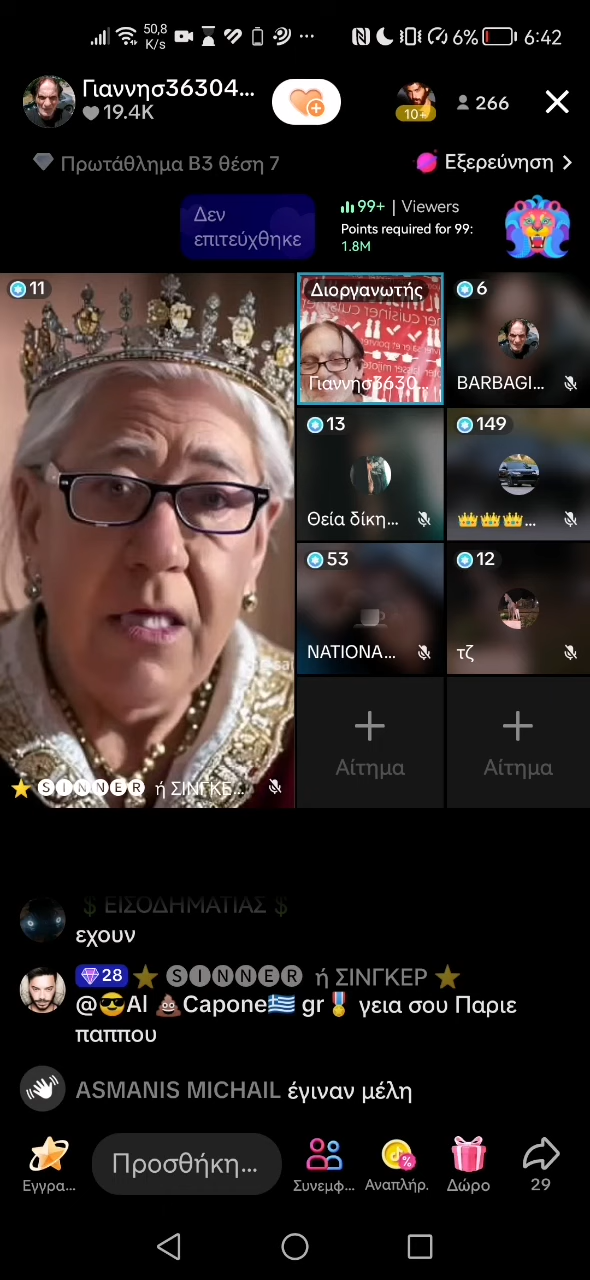 50,8
K/s
6%
6:42
Γιαννησ36304...
19.4K
10+
266
Πρωτάθλημα B3 θέση 7
Εξερεύνηση
Δεν
επιτεύχθηκε
99+ | Viewers
Points required for 99:
1.8M
11
Διοργανωτής
Γιαννησ3630...
6
BARBAGI...
13
Θεία δίκη...
149
👑👑👑...
53
NATIONA...
12
τζ
⭐ 🅢🅘🅝🅝🅔🅡 ή ΣΙΝΓΚΕ...
Αίτημα
Αίτημα
💲 ΕΙΣΟΔΗΜΑΤΙΑΣ 💲
εχουν
28 ⭐ 🅢🅘🅝🅝🅔🅡 ή ΣΙΝΓΚΕΡ ⭐
@😎Al 💩Capone🇬🇷 gr🎖️ γεια σου Παριε
παππου
ASMANIS MICHAIL έγιναν μέλη
Εγγρα...
Προσθήκη...
Συνεμφ...
Αναπλήρ.
Δώρο
29